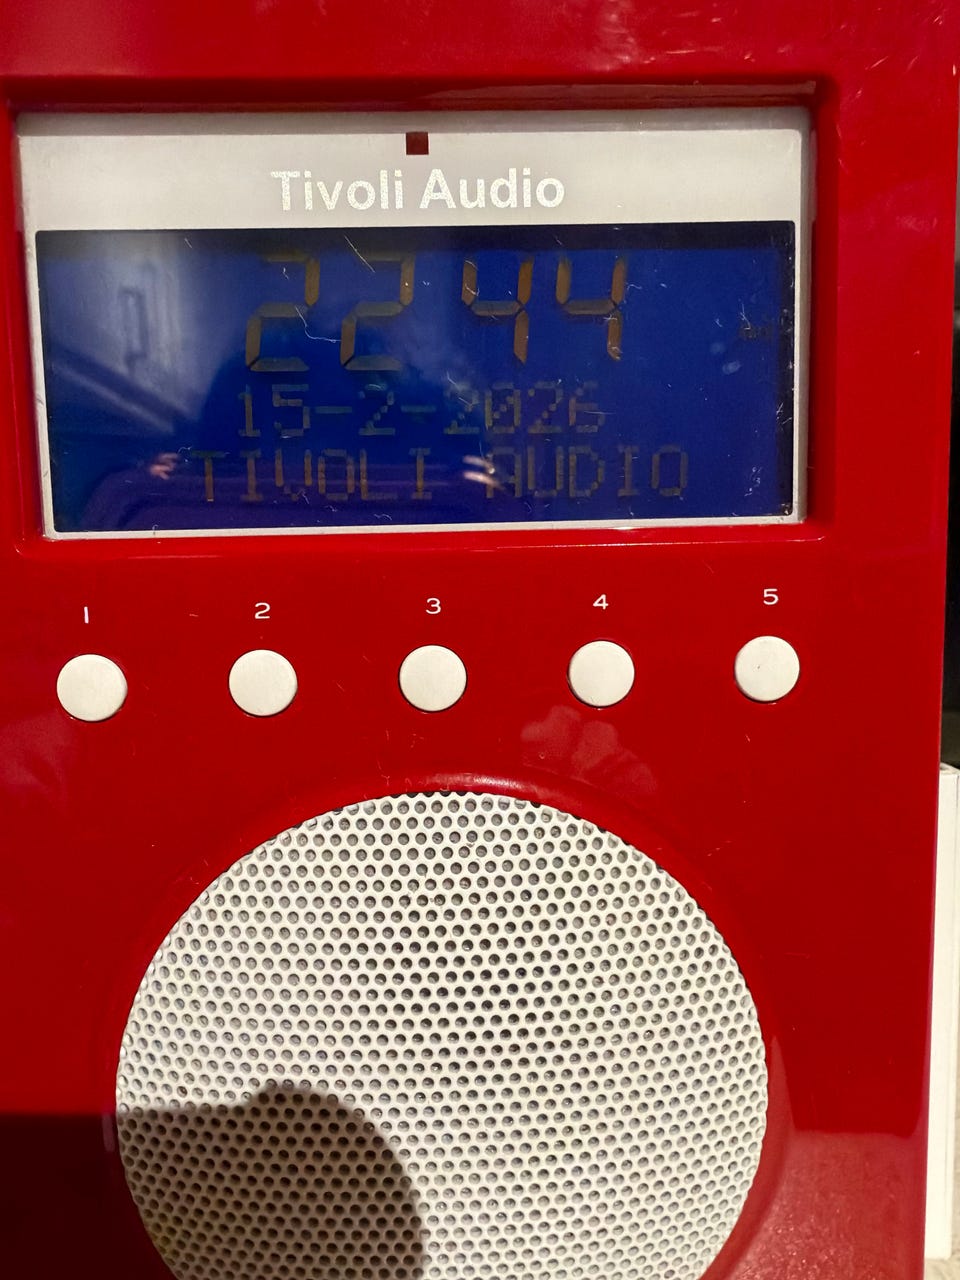 Tivoli Audio
22 44
15-2-2026
TIVOLI AUDIO
1 2 3 4 5